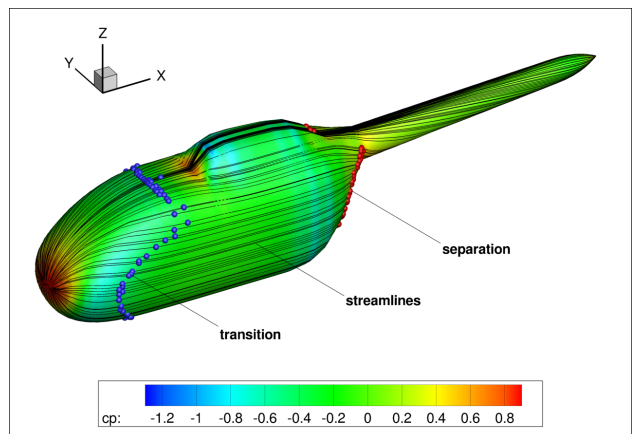 Z
Y
X
separation
streamlines
transition
cp: -1.2 -1 -0.8 -0.6 -0.4 -0.2 0 0.2 0.4 0.6 0.8